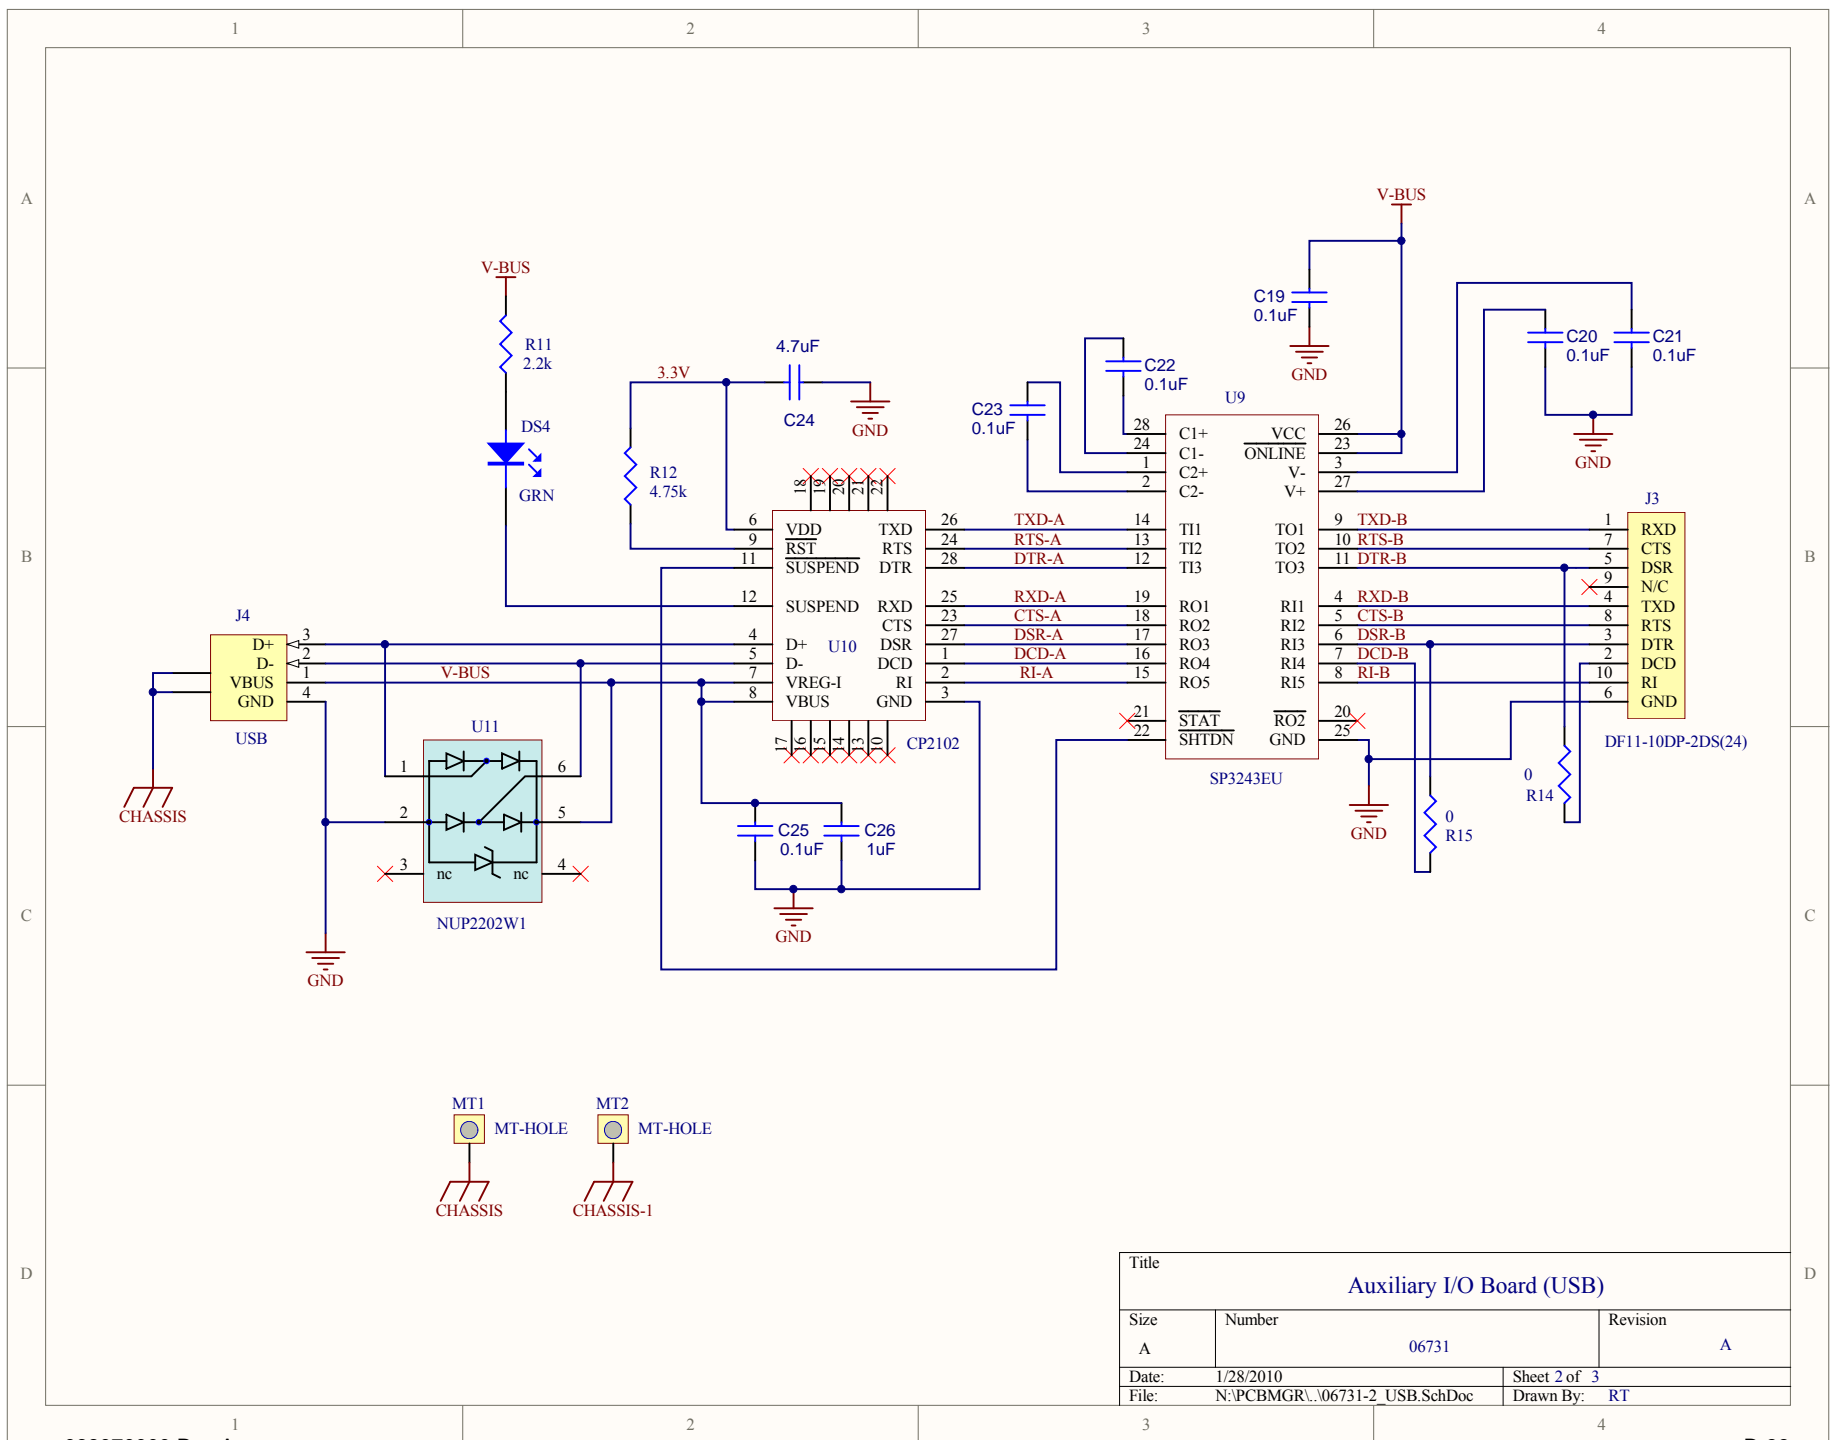 1 2 3 4
A A
V-BUS
V-BUS
C19
0.1uF
GND
C20
0.1uF
C21
0.1uF
GND
R11
2.2k
DS4
GRN
3.3V
4.7uF
C24
GND
R12
4.75k
C22
0.1uF
C23
0.1uF
U9
28 C1+ VCC 26
24 C1- ONLINE 23
1 C2+ V- 3
2 C2- V+ 27
14 TI1 TO1 9
13 TI2 TO2 10
12 TI3 TO3 11
19 RO1 RI1 4
18 RO2 RI2 5
17 RO3 RI3 6
16 RO4 RI4 7
15 RO5 RI5 8
21 STAT RO2 20
22 SHTDN GND 25
SP3243EU
GND
B B
18 19 20 21 22
6 VDD TXD 26
9 RST RTS 24
11 SUSPEND DTR 28
12 SUSPEND RXD 25
CTS 23
4 D+ U10 DSR 27
5 D- DCD 1
7 VREG-I RI 2
8 VBUS GND 3
17 16 15 14 13 10
CP2102
TXD-A
RTS-A
DTR-A
RXD-A
CTS-A
DSR-A
DCD-A
RI-A
TXD-B
RTS-B
DTR-B
RXD-B
CTS-B
DSR-B
DCD-B
RI-B
J3
1 RXD
7 CTS
5 DSR
9 N/C
4 TXD
8 RTS
3 DTR
2 DCD
10 RI
6 GND
DF11-10DP-2DS(24)
0
R14
0
R15
J4
D+ 3
D- 2
VBUS 1
GND 4
USB
V-BUS
CHASSIS
U11
1 6
2 5
3 nc nc 4
NUP2202W1
GND
C25
0.1uF
C26
1uF
GND
C C
MT1
MT-HOLE
CHASSIS
MT2
MT-HOLE
CHASSIS-1
D D
Title
Auxiliary I/O Board (USB)
Size
A
Number
06731
Revision
A
Date: 1/28/2010 Sheet 2 of 3
File: N:\PCBMGR\..\06731-2_USB.SchDoc Drawn By: RT
1 2 3 4